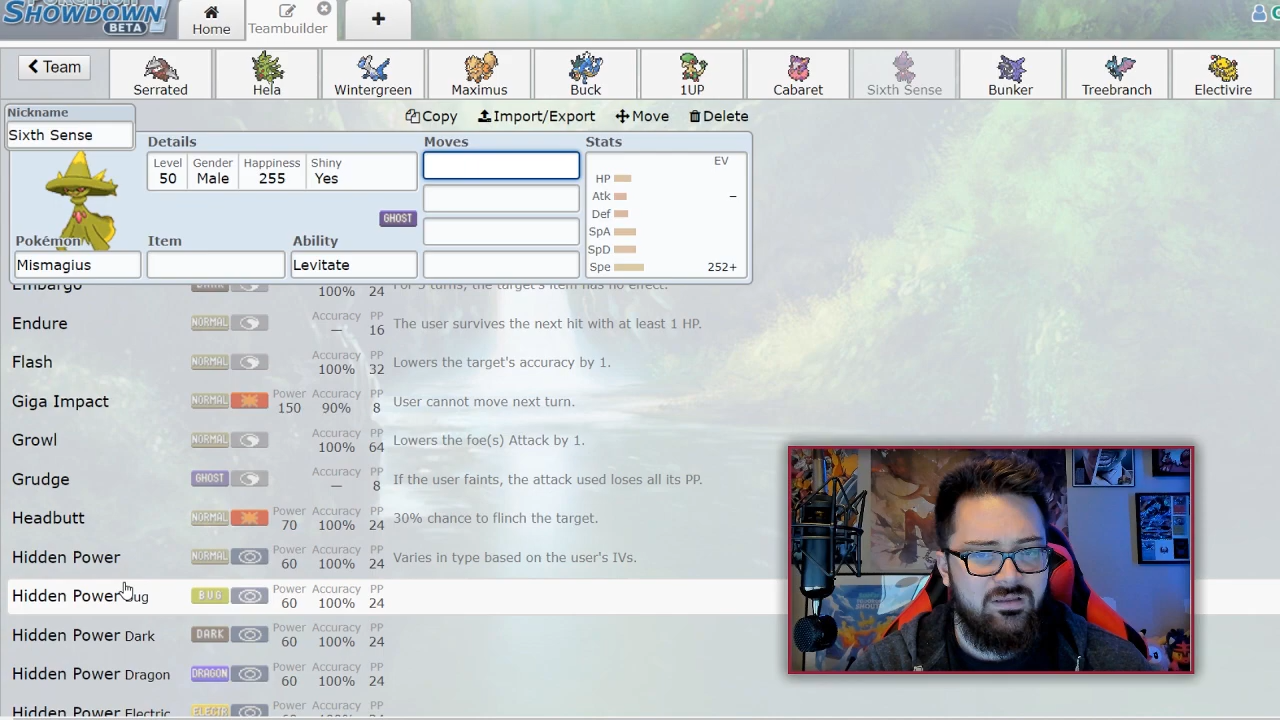 Pokémon
Showdown
BETA
Home
Teambuilder
+
Team
Serrated
Hela
Wintergreen
Maximus
Buck
1UP
Cabaret
Sixth Sense
Bunker
Treebranch
Electivire
Nickname
Sixth Sense
Copy
Import/Export
Move
Delete
Details
Moves
Stats
Level
50
Gender
Male
Happiness
255
Shiny
Yes
EV
HP
Atk –
Def
SpA
SpD
Spe 252+
GHOST
Pokémon
Mismagius
Item
Ability
Levitate
Embargo DARK 100% 24 For 5 turns, the target's item has no effect.
Endure NORMAL Accuracy — PP 16 The user survives the next hit with at least 1 HP.
Flash NORMAL Accuracy 100% PP 32 Lowers the target's accuracy by 1.
Giga Impact NORMAL Power 150 Accuracy 90% PP 8 User cannot move next turn.
Growl NORMAL Accuracy 100% PP 64 Lowers the foe(s) Attack by 1.
Grudge GHOST Accuracy — PP 8 If the user faints, the attack used loses all its PP.
Headbutt NORMAL Power 70 Accuracy 100% PP 24 30% chance to flinch the target.
Hidden Power NORMAL Power 60 Accuracy 100% PP 24 Varies in type based on the user's IVs.
Hidden Power Bug BUG Power 60 Accuracy 100% PP 24
Hidden Power Dark DARK Power 60 Accuracy 100% PP 24
Hidden Power Dragon DRAGON Power 60 Accuracy 100% PP 24
Hidden Power Electric ELECTR Power Accuracy PP